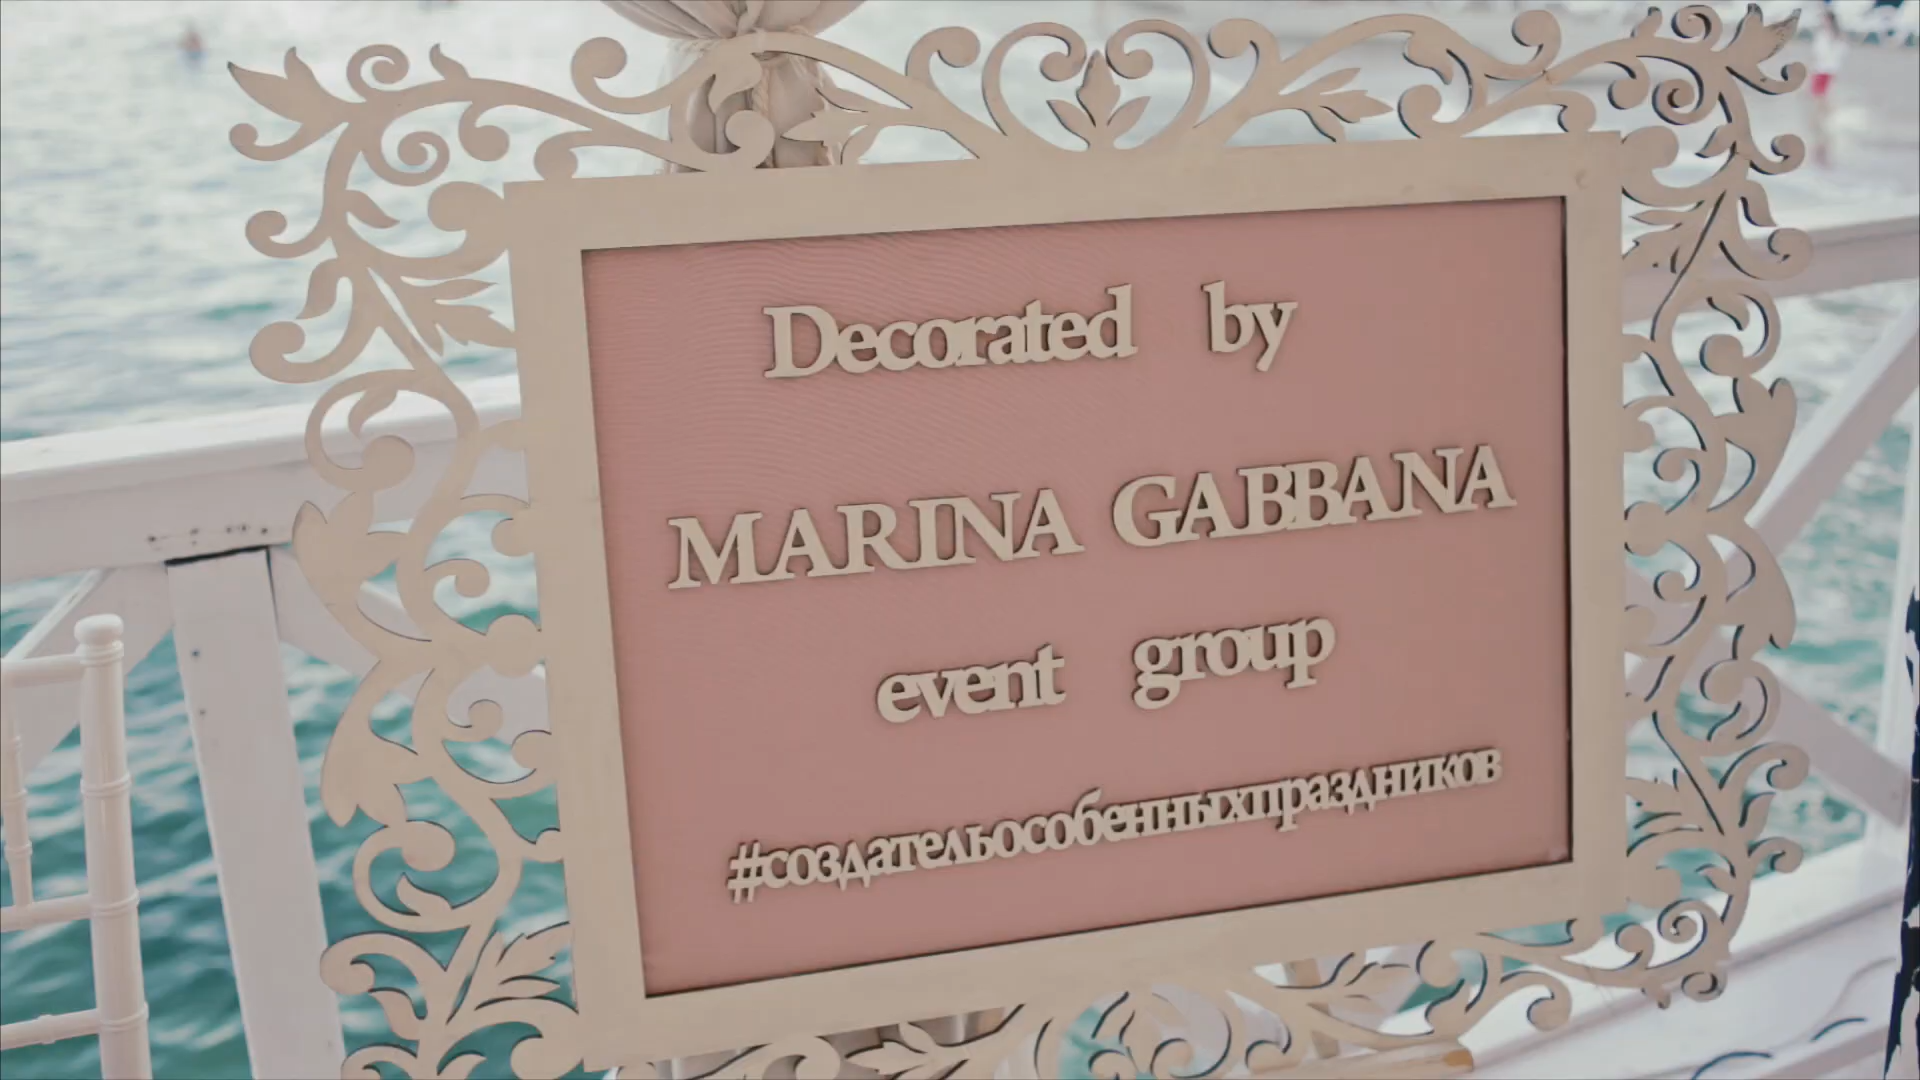 Decorated by
MARINA GABBANA
event group
#создательособенныхпраздников